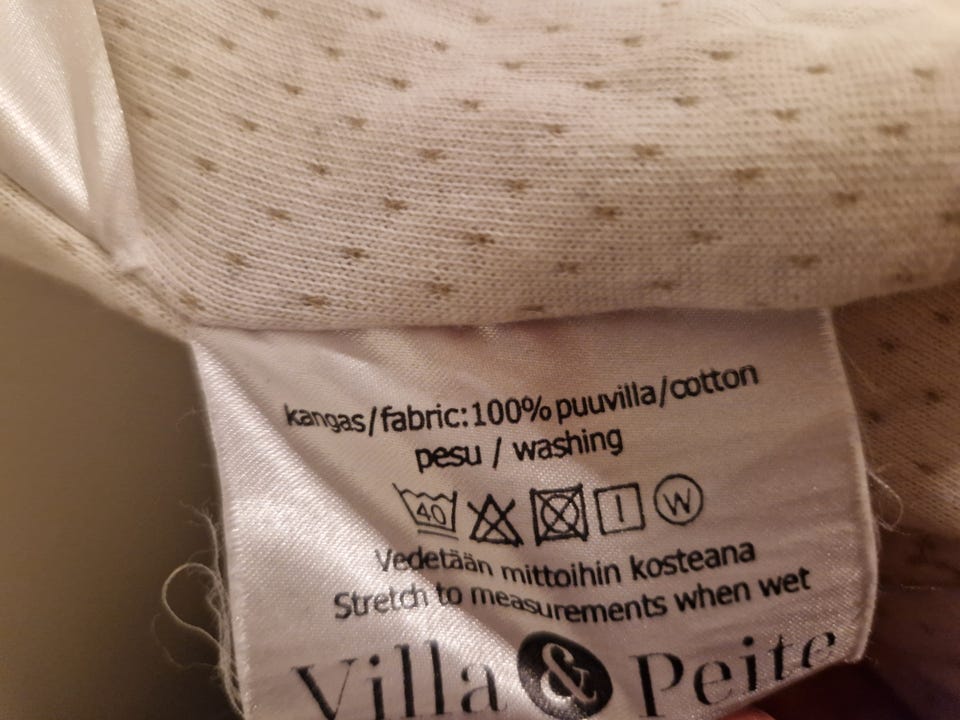 kangas/fabric:100% puuvilla/cotton
pesu / washing
40 W
Vedetään mittoihin kosteana
Stretch to measurements when wet
Villa & Peite